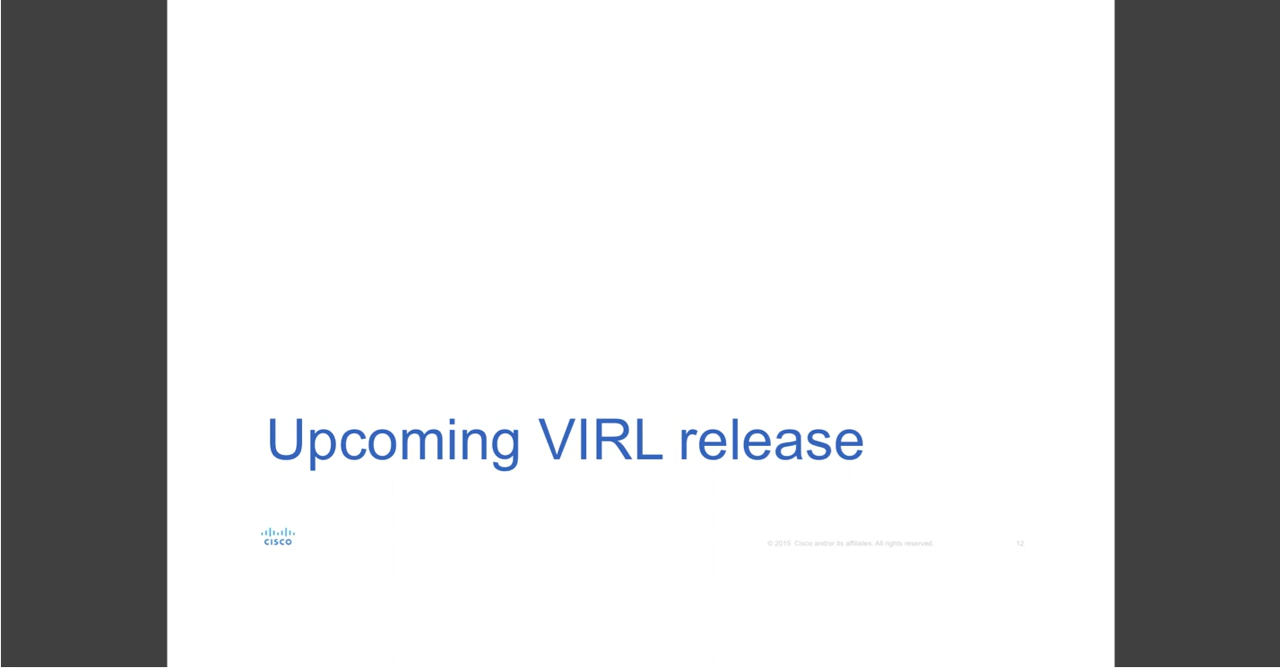 Upcoming VIRL release
CISCO
© 2015 Cisco and/or its affiliates. All rights reserved.
12